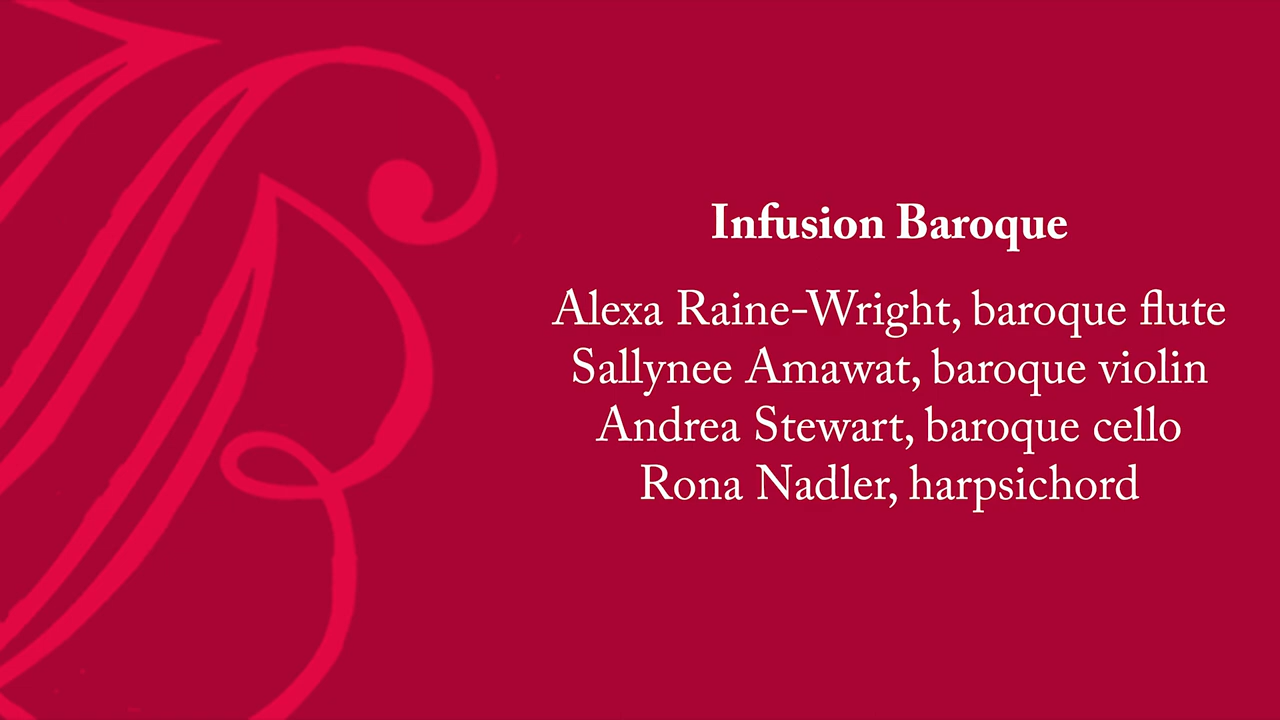 Infusion Baroque
Alexa Raine-Wright, baroque flute
Sallynee Amawat, baroque violin
Andrea Stewart, baroque cello
Rona Nadler, harpsichord